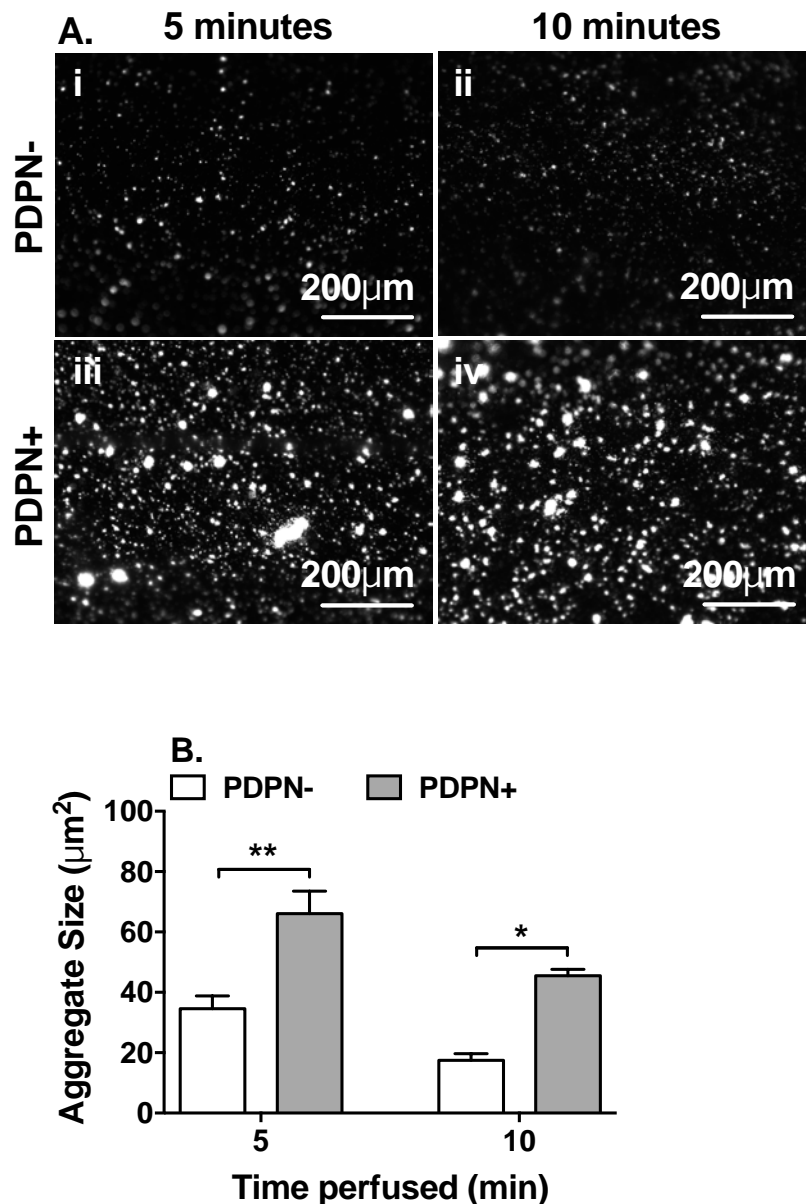 A. 5 minutes 10 minutes
PDPN-
i
200μm
ii
200μm
PDPN+
iii
200μm
iv
200μm
B.
PDPN- PDPN+
Aggregate Size (μm²)
100
80
60
40
20
0
**
*
5 10
Time perfused (min)